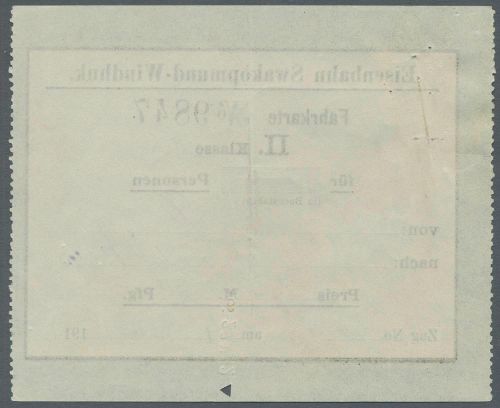 Eisenbahn Swakopmund-Windhuk.
Fahrkarte № 9847
II. Klasse
für Personen
von:
nach:
Preis M. Pfg.
Zug No. am / 191